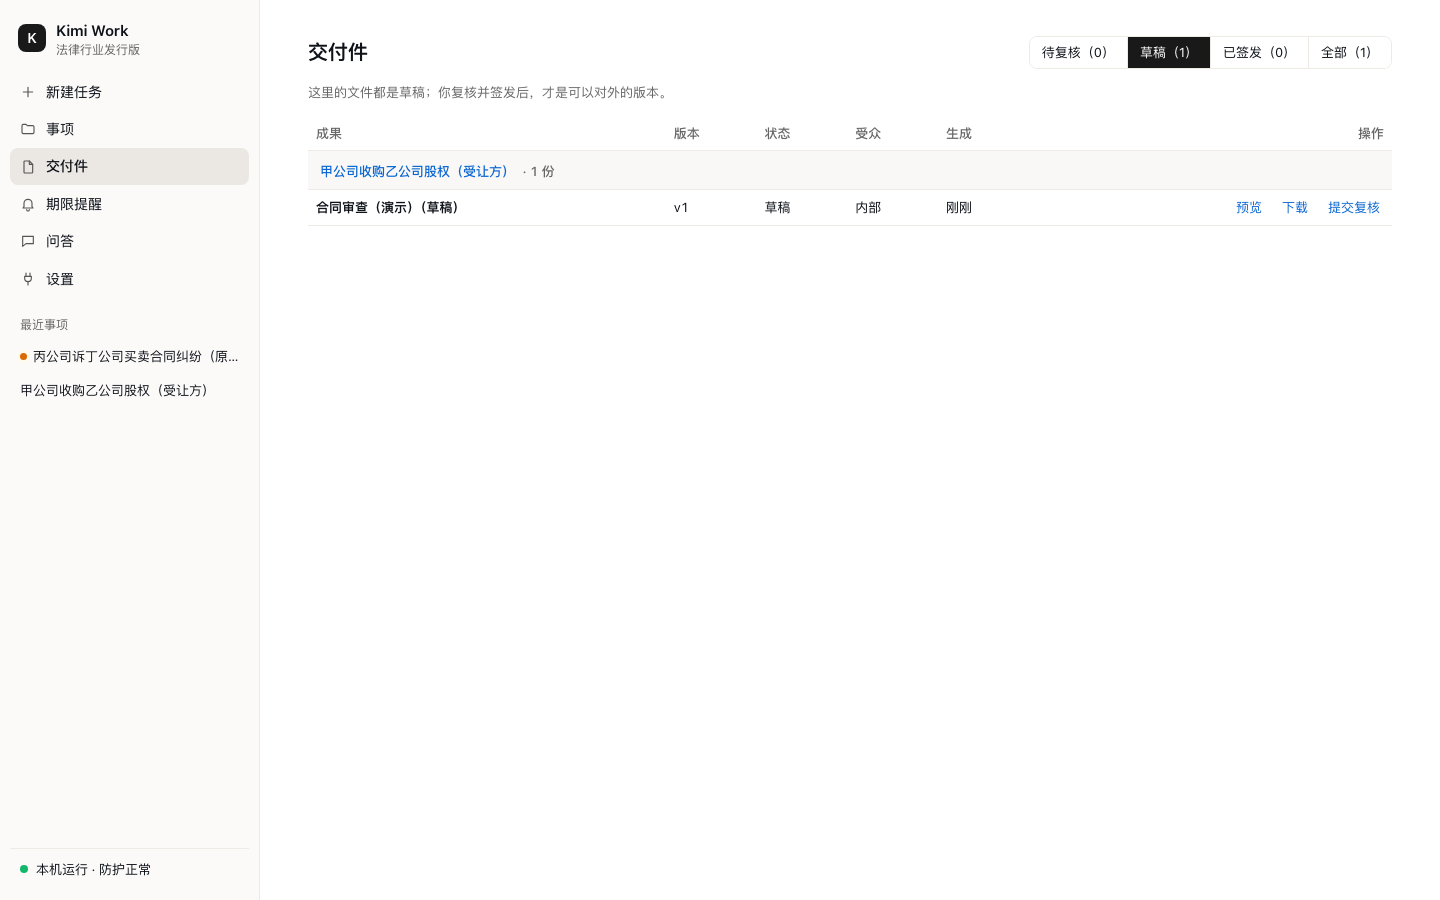 K
Kimi Work
法律行业发行版
新建任务
事项
交付件
期限提醒
问答
设置
最近事项
丙公司诉丁公司买卖合同纠纷（原...
甲公司收购乙公司股权（受让方）
本机运行 · 防护正常
交付件
待复核（0） 草稿（1） 已签发（0） 全部（1）
这里的文件都是草稿；你复核并签发后，才是可以对外的版本。
成果 版本 状态 受众 生成 操作
甲公司收购乙公司股权（受让方） · 1 份
合同审查（演示）（草稿） v1 草稿 内部 刚刚 预览 下载 提交复核